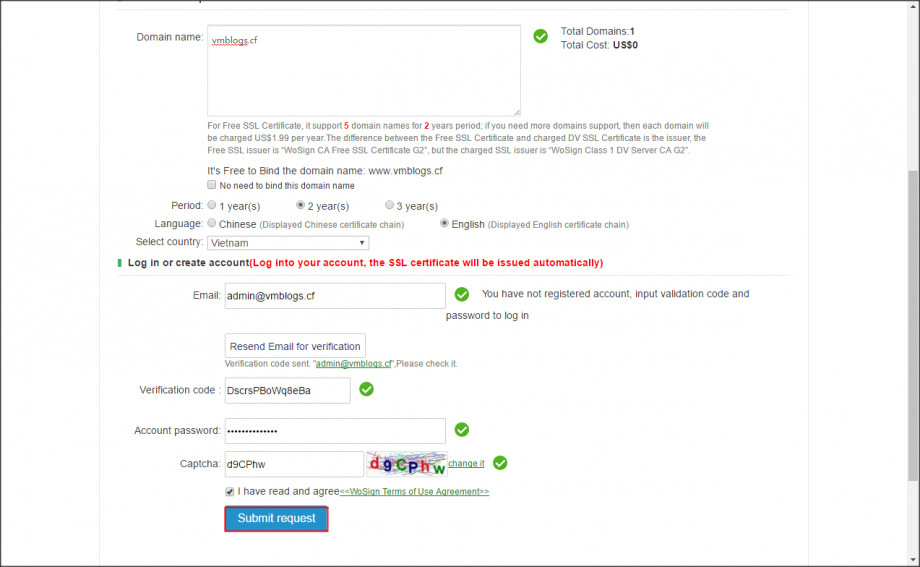 Domain name:
vmblogs.cf
Total Domains:1
Total Cost: US$0
For Free SSL Certificate, it support 5 domain names for 2 years period; if you need more domains support, then each domain will
be charged US$1.99 per year.The difference between the Free SSL Certificate and charged DV SSL Certificate is the issuer, the
Free SSL issuer is "WoSign CA Free SSL Certificate G2", but the charged SSL issuer is "WoSign Class 1 DV Server CA G2".
It's Free to Bind the domain name: www.vmblogs.cf
No need to bind this domain name
Period: 1 year(s) 2 year(s) 3 year(s)
Language: Chinese (Displayed Chinese certificate chain) English (Displayed English certificate chain)
Select country: Vietnam
Log in or create account(Log into your account, the SSL certificate will be issued automatically)
Email: admin@vmblogs.cf You have not registered account, input validation code and
password to log in
Resend Email for verification
Verification code sent. "admin@vmblogs.cf",Please check it.
Verification code : DscrsPBoWq8eBa
Account password: ••••••••••••••
Captcha: d9CPhw d9CPhw change it
I have read and agree<<WoSign Terms of Use Agreement>>
Submit request